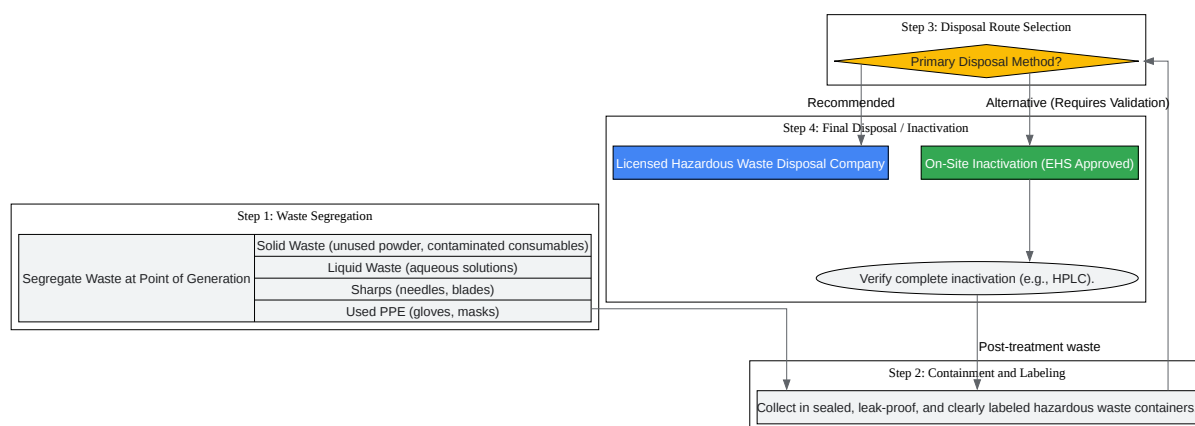 Step 3: Disposal Route Selection
Primary Disposal Method?
Recommended
Alternative (Requires Validation)
Step 4: Final Disposal / Inactivation
Licensed Hazardous Waste Disposal Company
On-Site Inactivation (EHS Approved)
Step 1: Waste Segregation
Segregate Waste at Point of Generation
Solid Waste (unused powder, contaminated consumables)
Liquid Waste (aqueous solutions)
Sharps (needles, blades)
Used PPE (gloves, masks)
Verify complete inactivation (e.g., HPLC).
Post-treatment waste
Step 2: Containment and Labeling
Collect in sealed, leak-proof, and clearly labeled hazardous waste containers